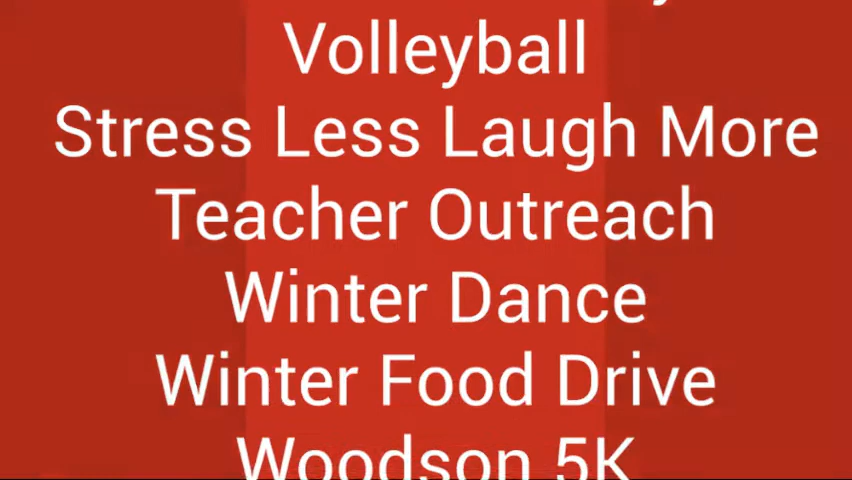 Volleyball
Stress Less Laugh More
Teacher Outreach
Winter Dance
Winter Food Drive
Woodson 5K